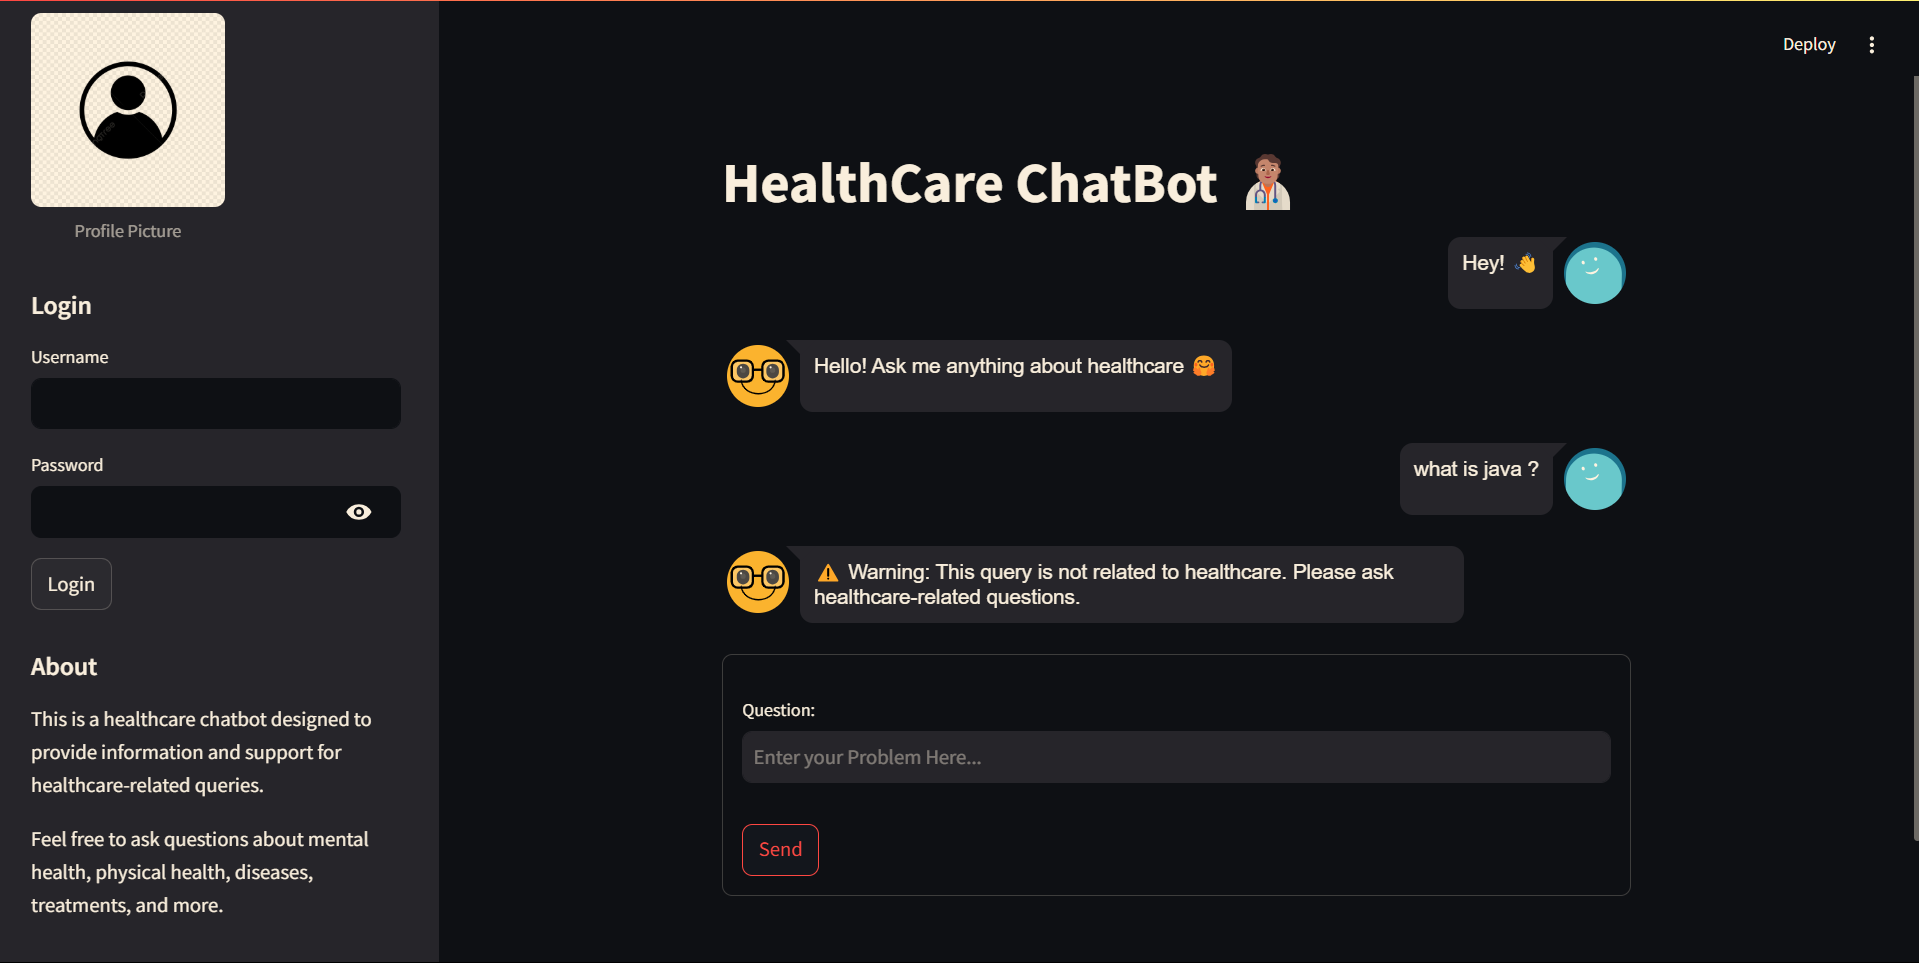 Profile Picture
Login
Username
Password
Login
About
This is a healthcare chatbot designed to
provide information and support for
healthcare-related queries.
Feel free to ask questions about mental
health, physical health, diseases,
treatments, and more.
Deploy
HealthCare ChatBot
Hey! 👋
Hello! Ask me anything about healthcare 🤗
what is java ?
⚠️ Warning: This query is not related to healthcare. Please ask
healthcare-related questions.
Question:
Enter your Problem Here...
Send